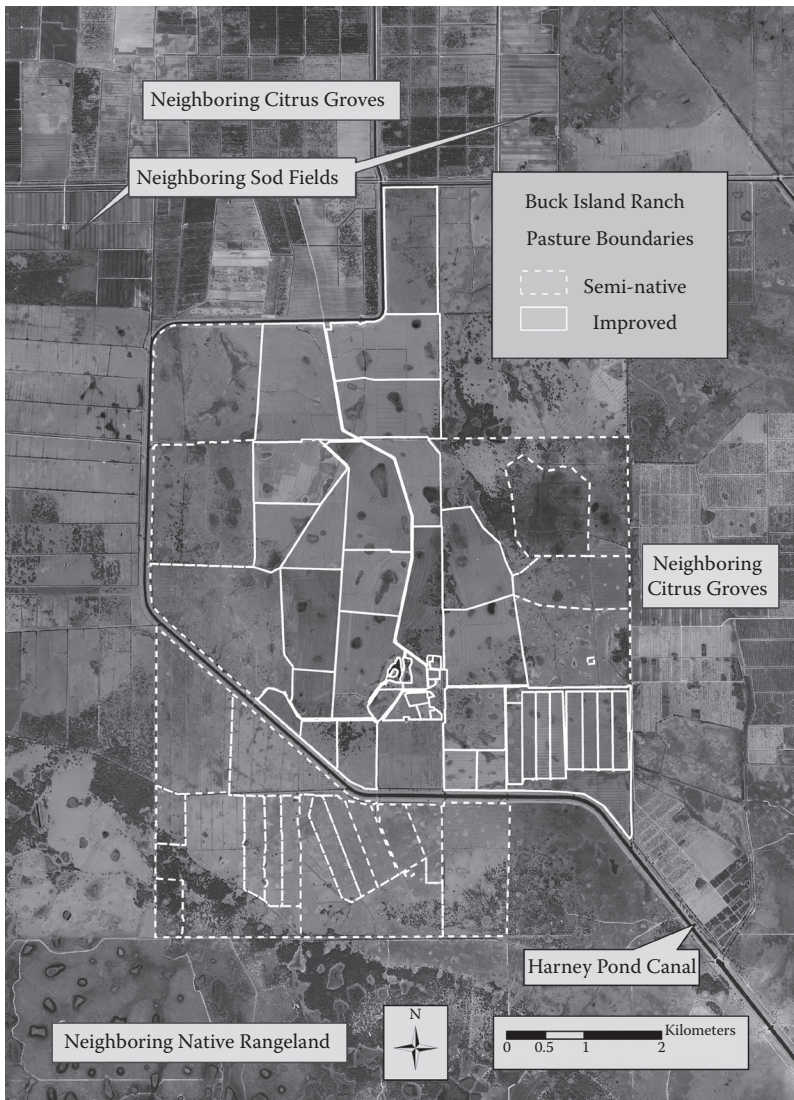 Neighboring Citrus Groves
Neighboring Sod Fields
Buck Island Ranch
Pasture Boundaries
Semi-native
Improved
Neighboring
Citrus Groves
Harney Pond Canal
Neighboring Native Rangeland
N
Kilometers
0 0.5 1 2